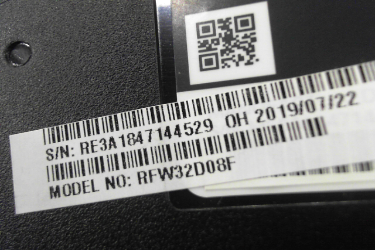 S/N: RE3A1847144529 OH 2019/07/22
MODEL NO: RFW32D08F